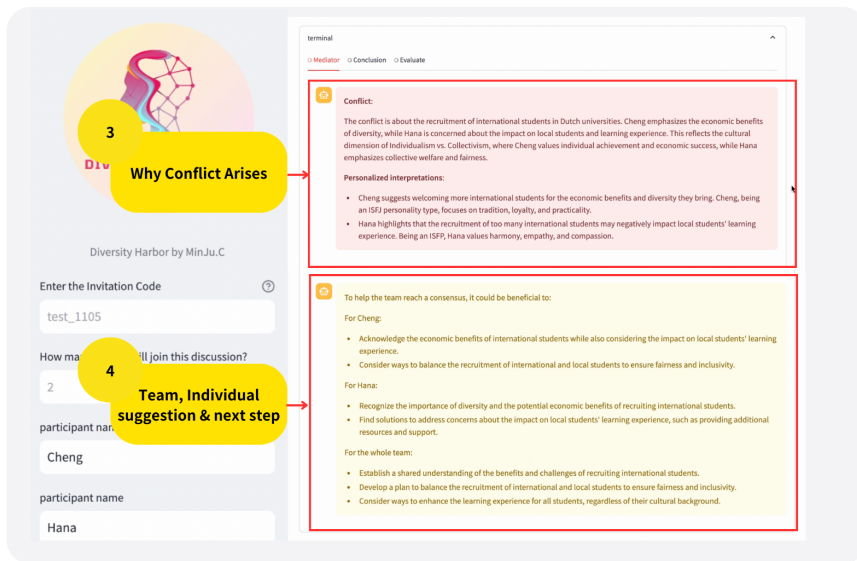 3
DIV
Why Conflict Arises
Diversity Harbor by MinJu.C
Enter the Invitation Code
?
test_1105
How ma
ill join this discussion?
2
4
Team, Individual
suggestion & next step
participant nam
Cheng
participant name
Hana
terminal
Mediator Conclusion Evaluate
Conflict:
The conflict is about the recruitment of international students in Dutch universities. Cheng emphasizes the economic benefits
of diversity, while Hana is concerned about the impact on local students and learning experience. This reflects the cultural
dimension of Individualism vs. Collectivism, where Cheng values individual achievement and economic success, while Hana
emphasizes collective welfare and fairness.
Personalized interpretations:
• Cheng suggests welcoming more international students for the economic benefits and diversity they bring. Cheng, being
an ISFJ personality type, focuses on tradition, loyalty, and practicality.
• Hana highlights that the recruitment of too many international students may negatively impact local students' learning
experience. Being an ISFP, Hana values harmony, empathy, and compassion.
To help the team reach a consensus, it could be beneficial to:
For Cheng:
• Acknowledge the economic benefits of international students while also considering the impact on local students' learning
experience.
• Consider ways to balance the recruitment of international and local students to ensure fairness and inclusivity.
For Hana:
• Recognize the importance of diversity and the potential economic benefits of recruiting international students.
• Find solutions to address concerns about the impact on local students' learning experience, such as providing additional
resources and support.
For the whole team:
• Establish a shared understanding of the benefits and challenges of recruiting international students.
• Develop a plan to balance the recruitment of international and local students to ensure fairness and inclusivity.
• Consider ways to enhance the learning experience for all students, regardless of their cultural background.